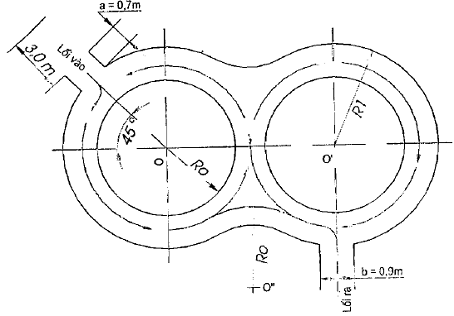 a = 0,7m
3,0 m
Lối vào
45°
R1
O
O'
Ro
Ro
O"
b = 0,9m
Lối ra